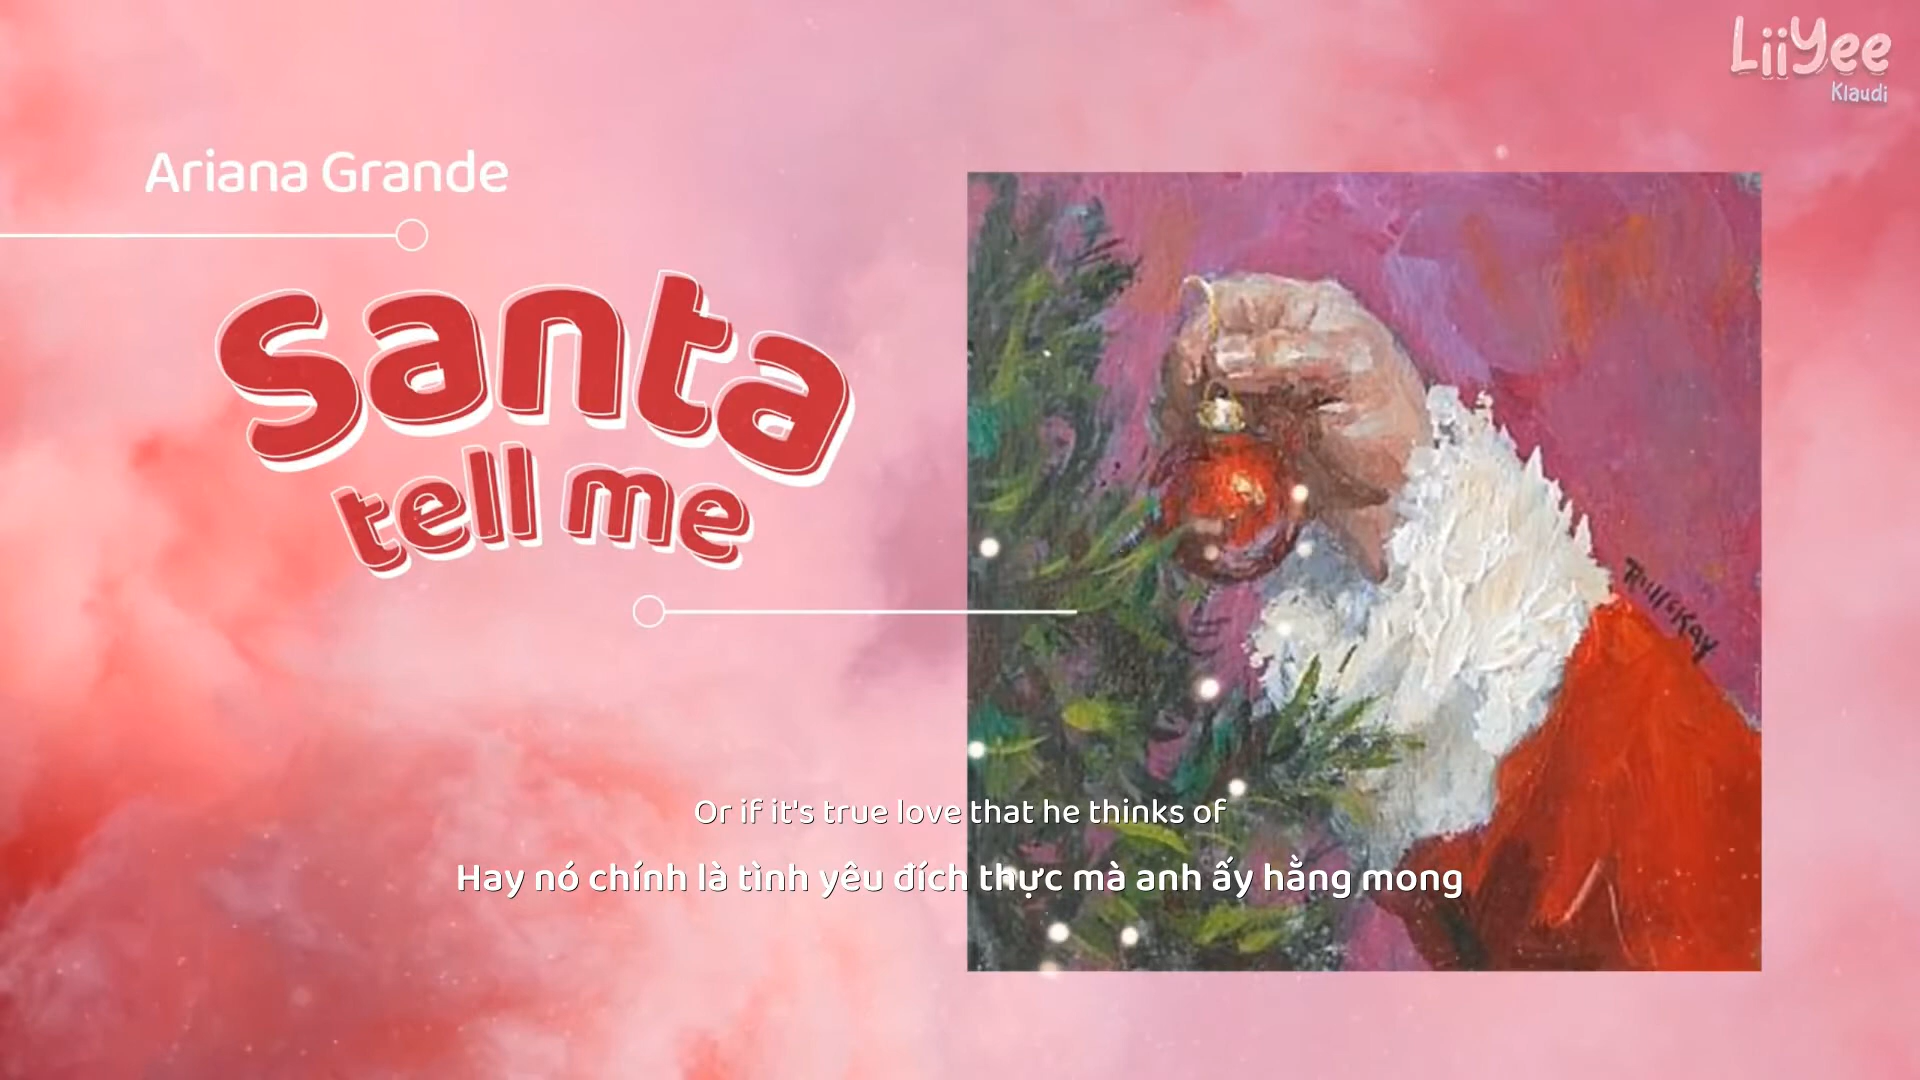 LiiYee
Klaudi
Ariana Grande
Santa
tell me
Or if it's true love that he thinks of
Hay nó chính là tình yêu đích thực mà anh ấy hằng mong